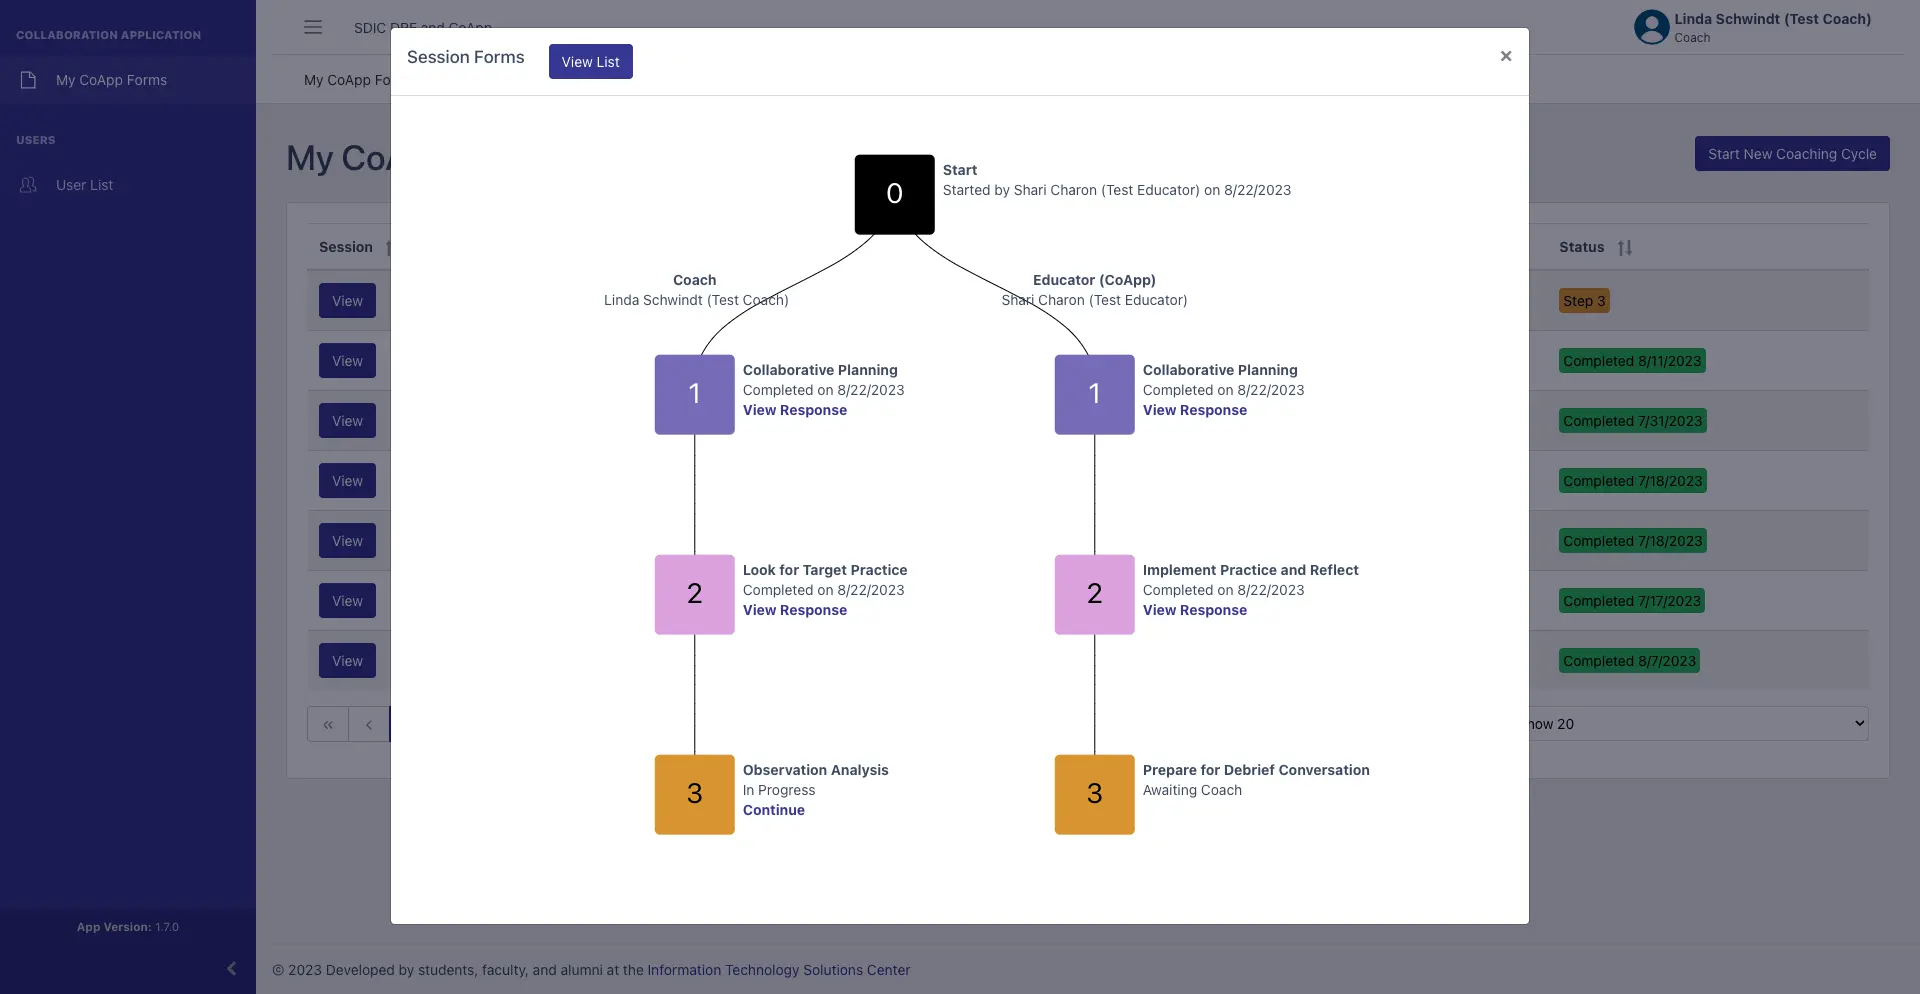 COLLABORATION APPLICATION
My CoApp Forms
USERS
User List
App Version: 1.7.0
SDIC DRF and CoApp
Linda Schwindt (Test Coach)
Coach
My CoApp Fo
My CoA
Start New Coaching Cycle
Session
Status
View
Step 3
View
Completed 8/11/2023
View
Completed 7/31/2023
View
Completed 7/18/2023
View
Completed 7/18/2023
View
Completed 7/17/2023
View
Completed 8/7/2023
«
‹
how 20
Session Forms
View List
×
0
Start
Started by Shari Charon (Test Educator) on 8/22/2023
Coach
Linda Schwindt (Test Coach)
Educator (CoApp)
Shari Charon (Test Educator)
1
Collaborative Planning
Completed on 8/22/2023
View Response
1
Collaborative Planning
Completed on 8/22/2023
View Response
2
Look for Target Practice
Completed on 8/22/2023
View Response
2
Implement Practice and Reflect
Completed on 8/22/2023
View Response
3
Observation Analysis
In Progress
Continue
3
Prepare for Debrief Conversation
Awaiting Coach
© 2023 Developed by students, faculty, and alumni at the Information Technology Solutions Center